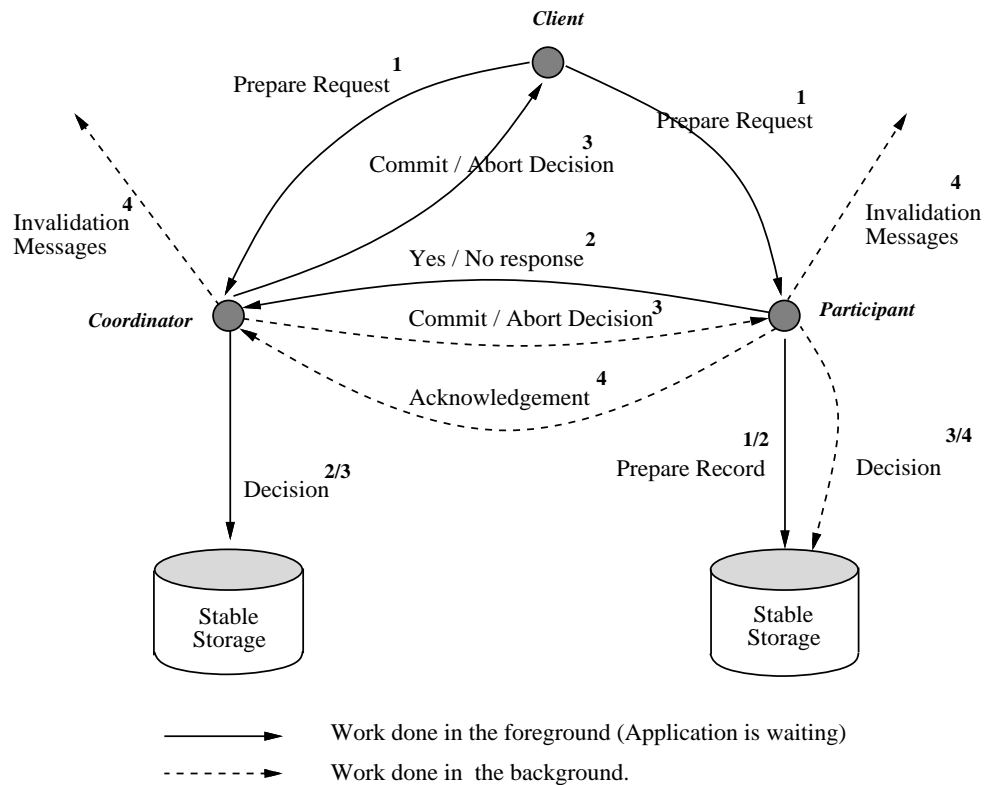 Client
Prepare Request 1
Prepare Request 1
Commit / Abort Decision 3
Invalidation Messages 4
Invalidation Messages 4
Yes / No response 2
Coordinator
Commit / Abort Decision 3
Participant
Acknowledgement 4
Decision 2/3
Prepare Record 1/2
Decision 3/4
Stable
Storage
Stable
Storage
Work done in the foreground (Application is waiting)
Work done in the background.